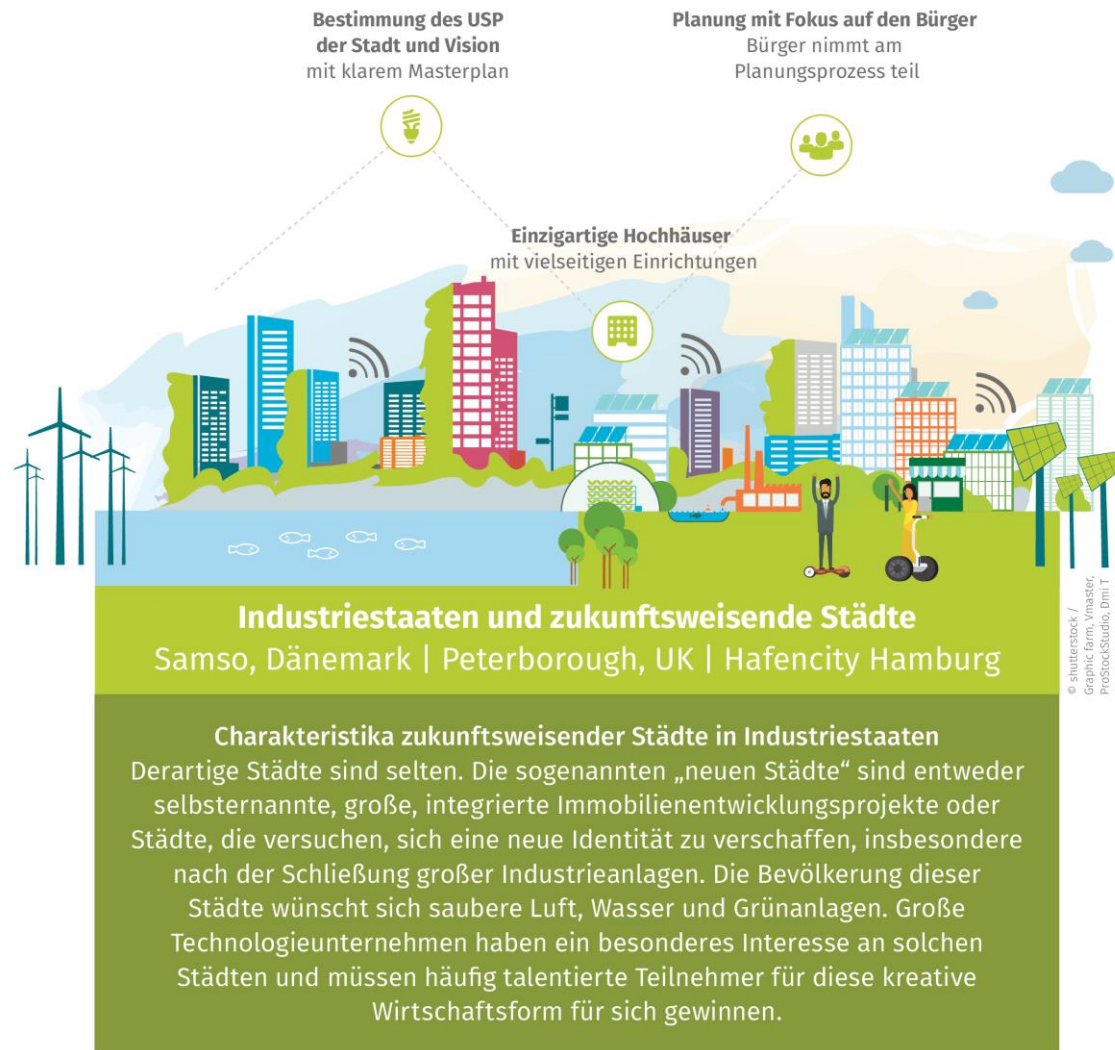 Bestimmung des USP
der Stadt und Vision
mit klarem Masterplan
Planung mit Fokus auf den Bürger
Bürger nimmt am
Planungsprozess teil
Einzigartige Hochhäuser
mit vielseitigen Einrichtungen
Industriestaaten und zukunftsweisende Städte
Samso, Dänemark | Peterborough, UK | Hafencity Hamburg
© shutterstock /
Graphic farm, Vmaster,
ProStockStudio, Dmi T
Charakteristika zukunftsweisender Städte in Industriestaaten
Derartige Städte sind selten. Die sogenannten „neuen Städte“ sind entweder
selbsternannte, große, integrierte Immobilienentwicklungsprojekte oder
Städte, die versuchen, sich eine neue Identität zu verschaffen, insbesondere
nach der Schließung großer Industrieanlagen. Die Bevölkerung dieser
Städte wünscht sich saubere Luft, Wasser und Grünanlagen. Große
Technologieunternehmen haben ein besonderes Interesse an solchen
Städten und müssen häufig talentierte Teilnehmer für diese kreative
Wirtschaftsform für sich gewinnen.